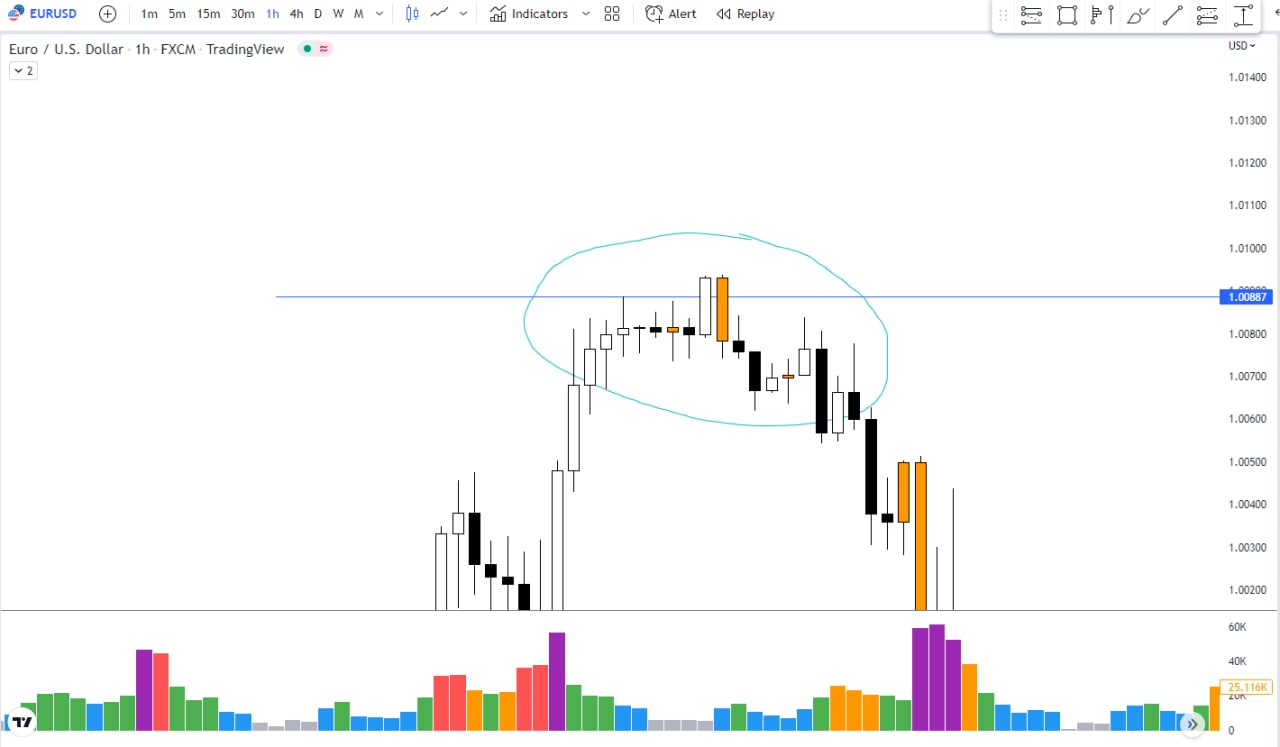 EURUSD 1m 5m 15m 30m 1h 4h D W M Indicators Alert Replay
Euro / U.S. Dollar · 1h · FXCM · TradingView
2
USD
1.01400
1.01300
1.01200
1.01100
1.01000
1.00887
1.00800
1.00700
1.00600
1.00500
1.00400
1.00300
1.00200
60K
40K
25.116K
20K
0